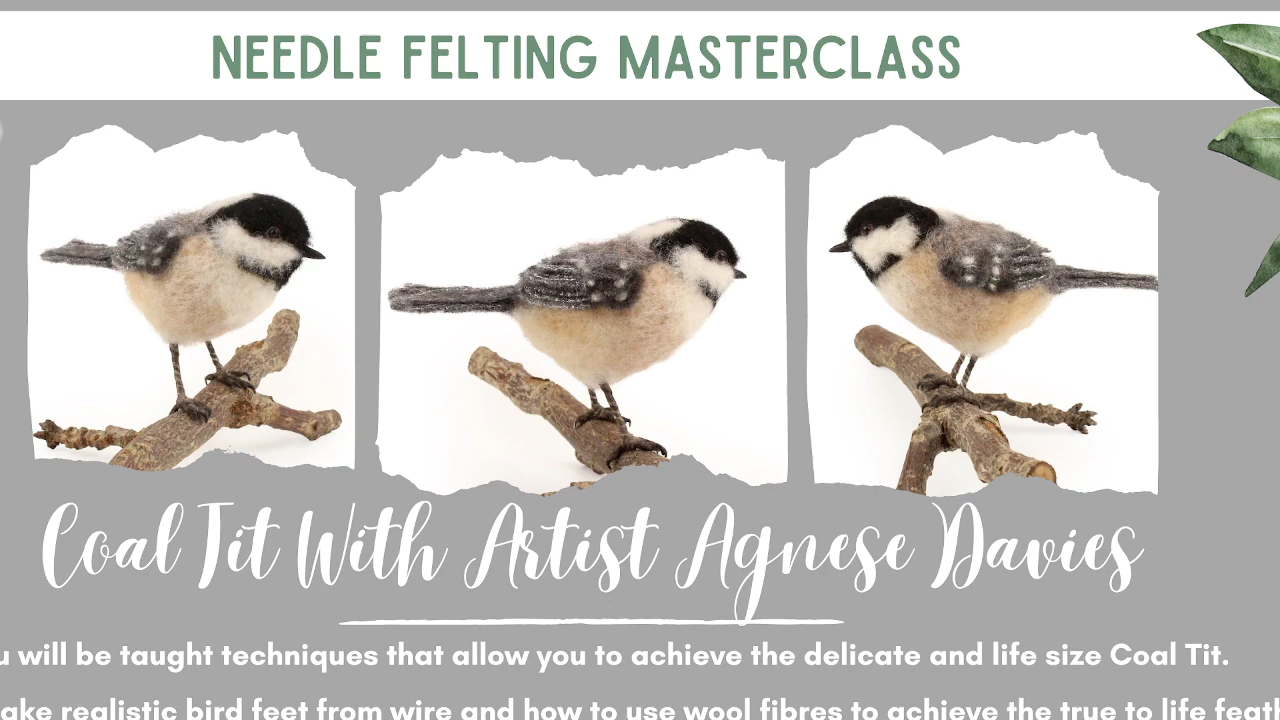 NEEDLE FELTING MASTERCLASS
Coal Tit With Artist Agnese Davies
will be taught techniques that allow you to achieve the delicate and life size Coal Tit.
realistic bird feet from wire and how to use wool fibres to achieve the true to life